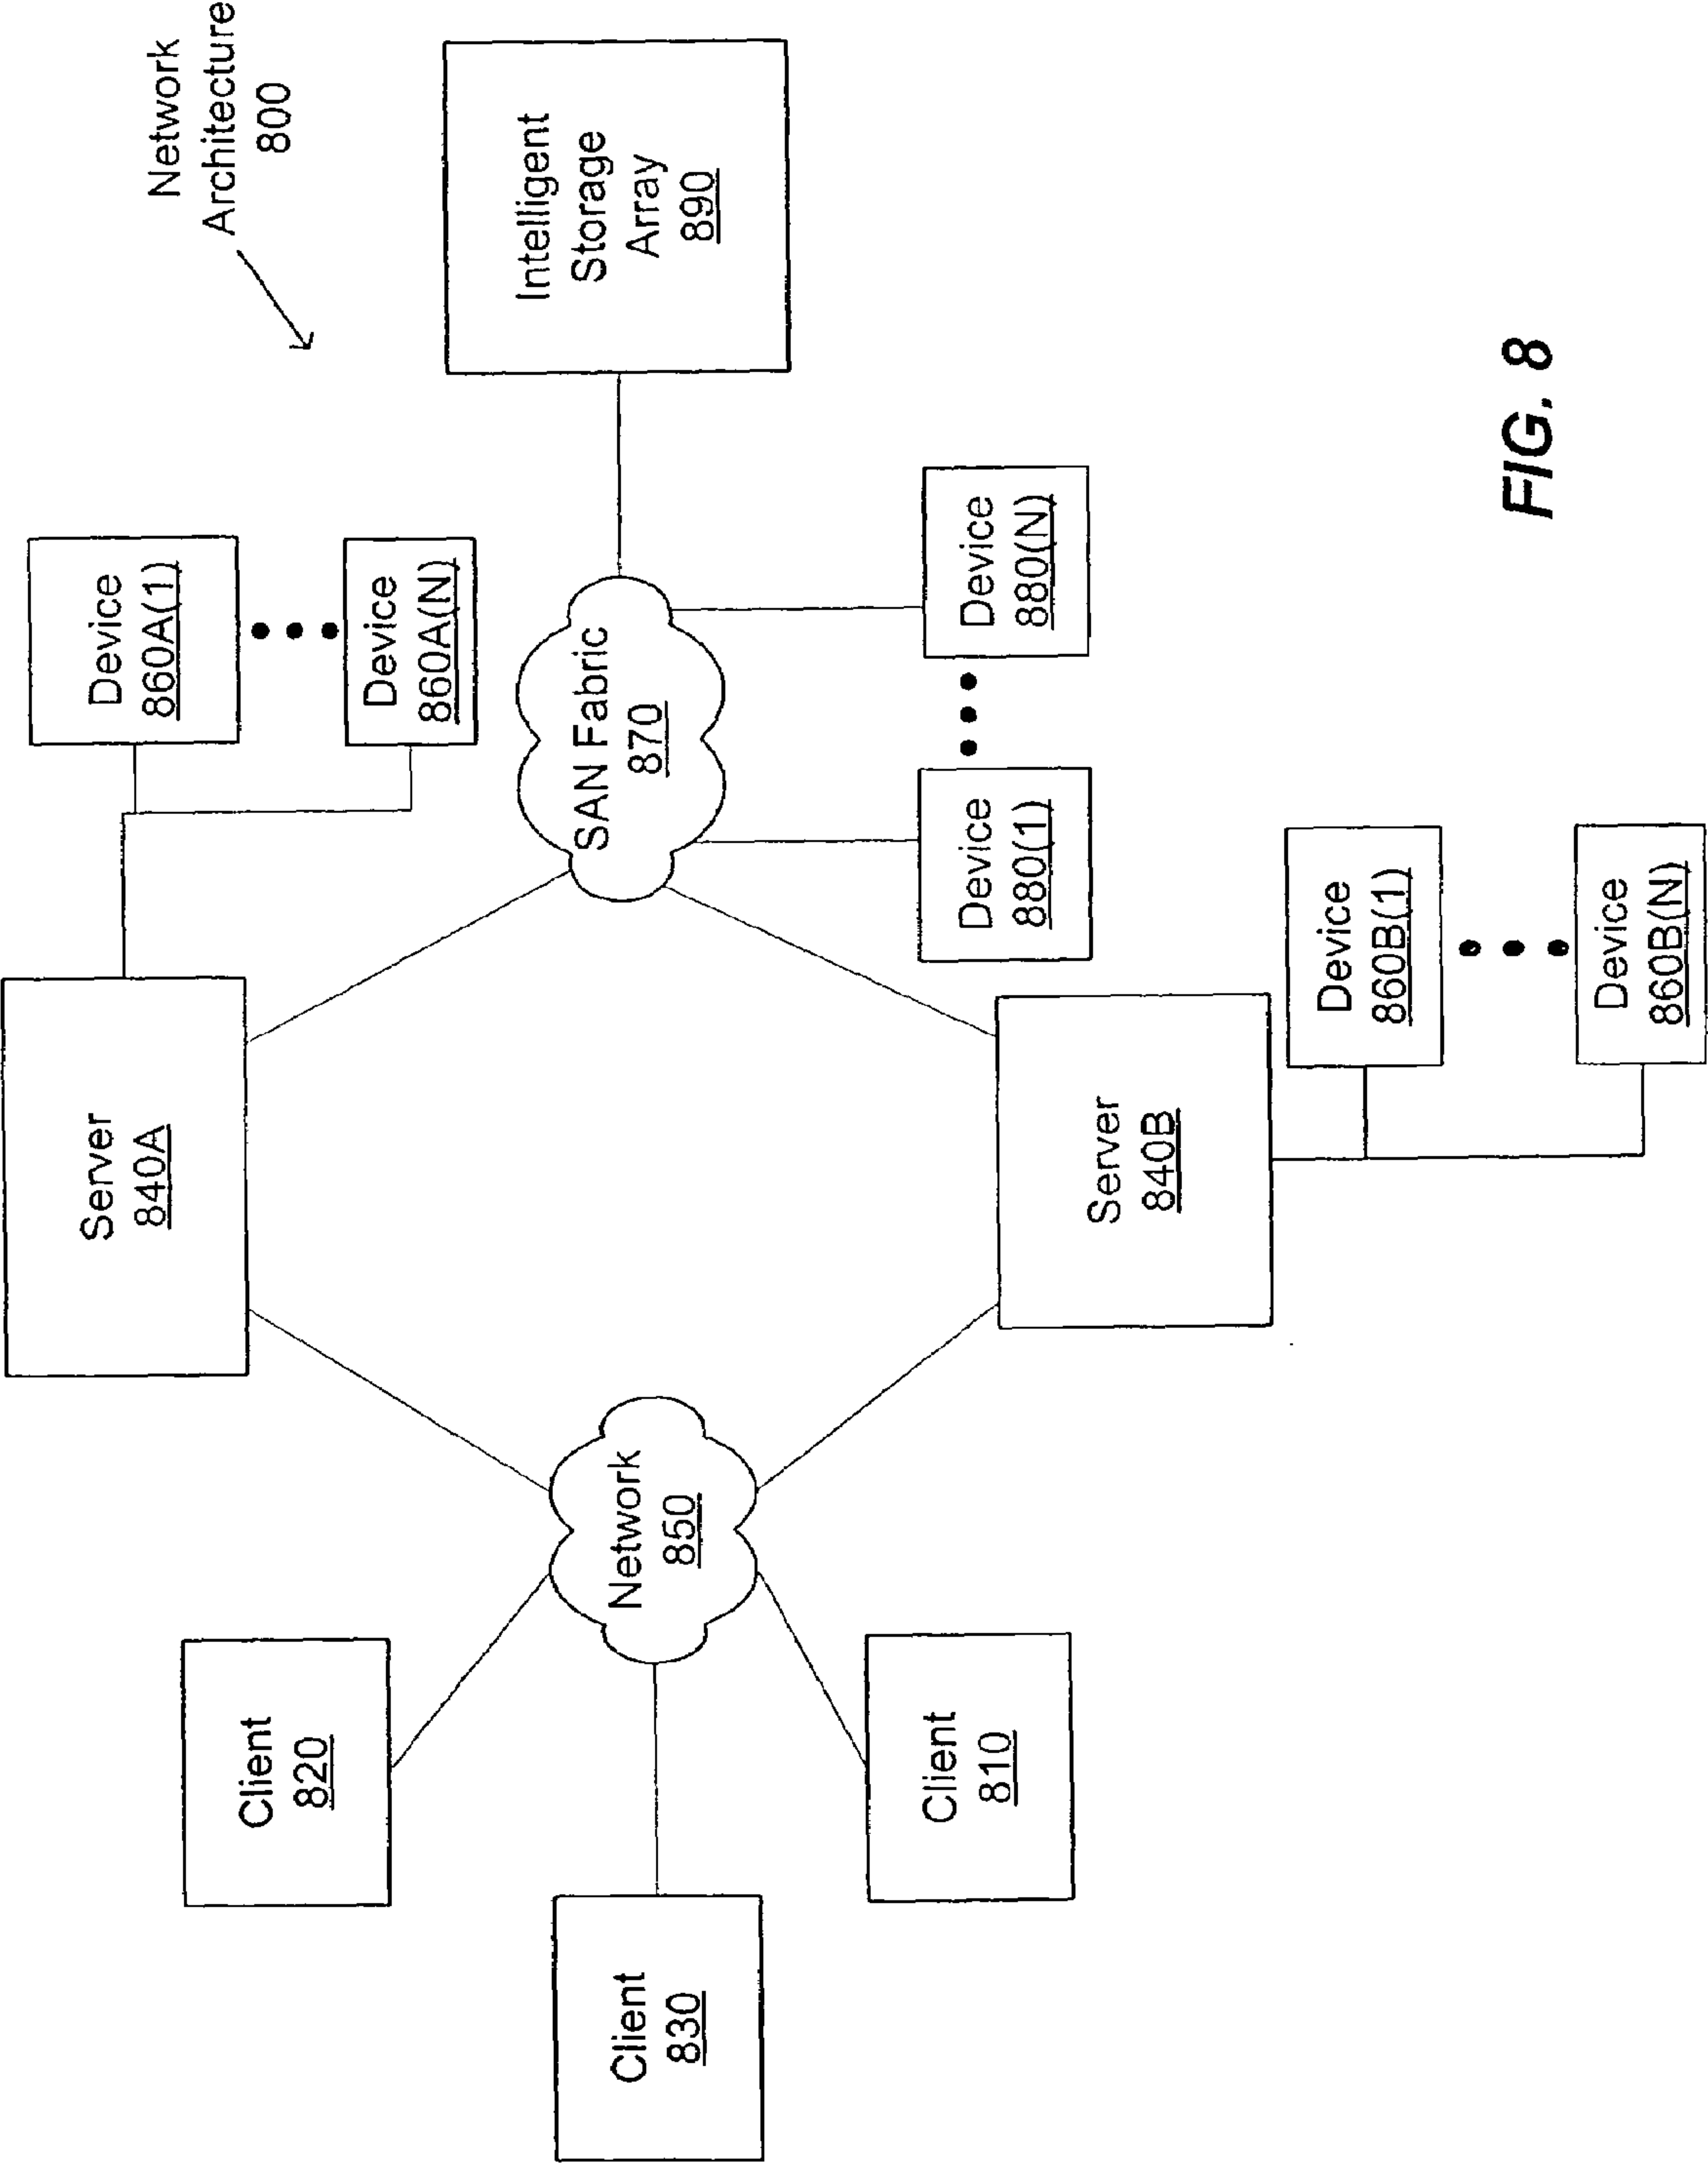 Network
Architecture
800
Server
840A
Device
860A(1)
Device
860A(N)
Client
820
Client
830
Network
850
SAN Fabric
870
Intelligent
Storage
Array
890
Client
810
Device
880(1)
Device
880(N)
Server
840B
Device
860B(1)
Device
860B(N)
FIG. 8